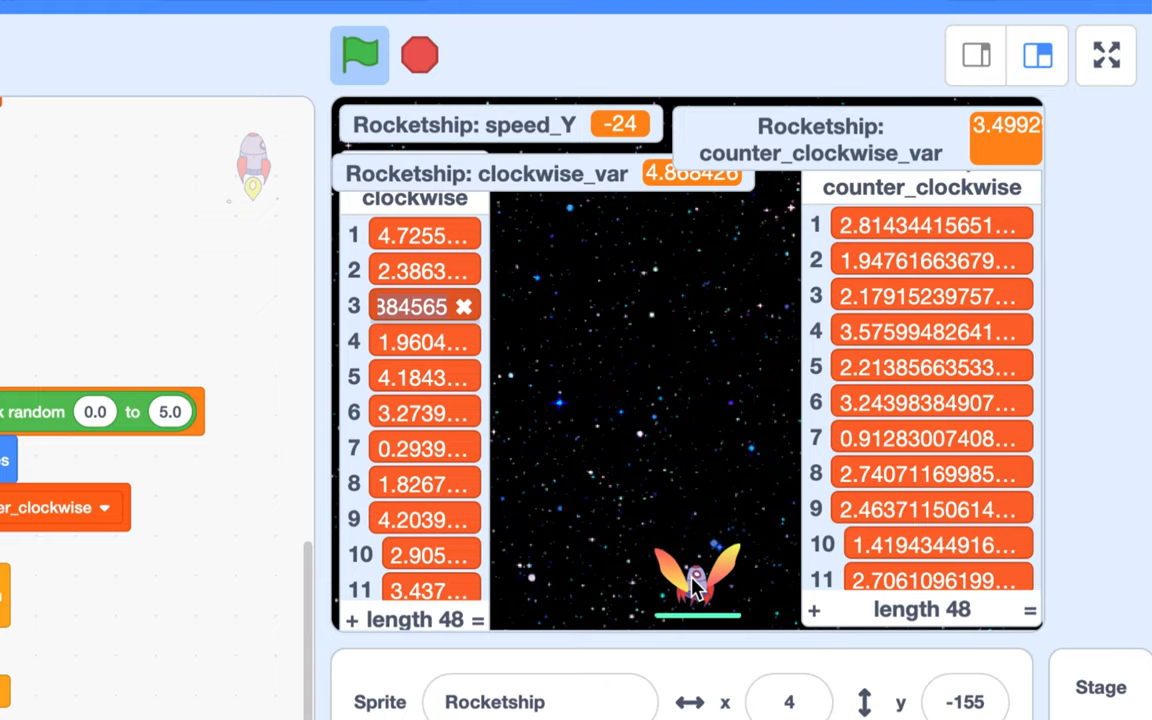 Rocketship: speed_Y -24
Rocketship: counter_clockwise_var 3.4992
Rocketship: clockwise_var 4.868426
clockwise
1 4.7255...
2 2.3863...
3 384565 ✖
4 1.9604...
5 4.1843...
6 3.2739...
7 0.2939...
8 1.8267...
9 4.2039...
10 2.905...
11 3.437...
+ length 48 =
counter_clockwise
1 2.81434415651...
2 1.94761663679...
3 2.17915239757...
4 3.57599482641...
5 2.21385663533...
6 3.24398384907...
7 0.91283007408...
8 2.74071169985...
9 2.46371150614...
10 1.4194344916...
11 2.7061096199...
+ length 48 =
k random 0.0 to 5.0
es
er_clockwise
Sprite Rocketship x 4 y -155
Stage